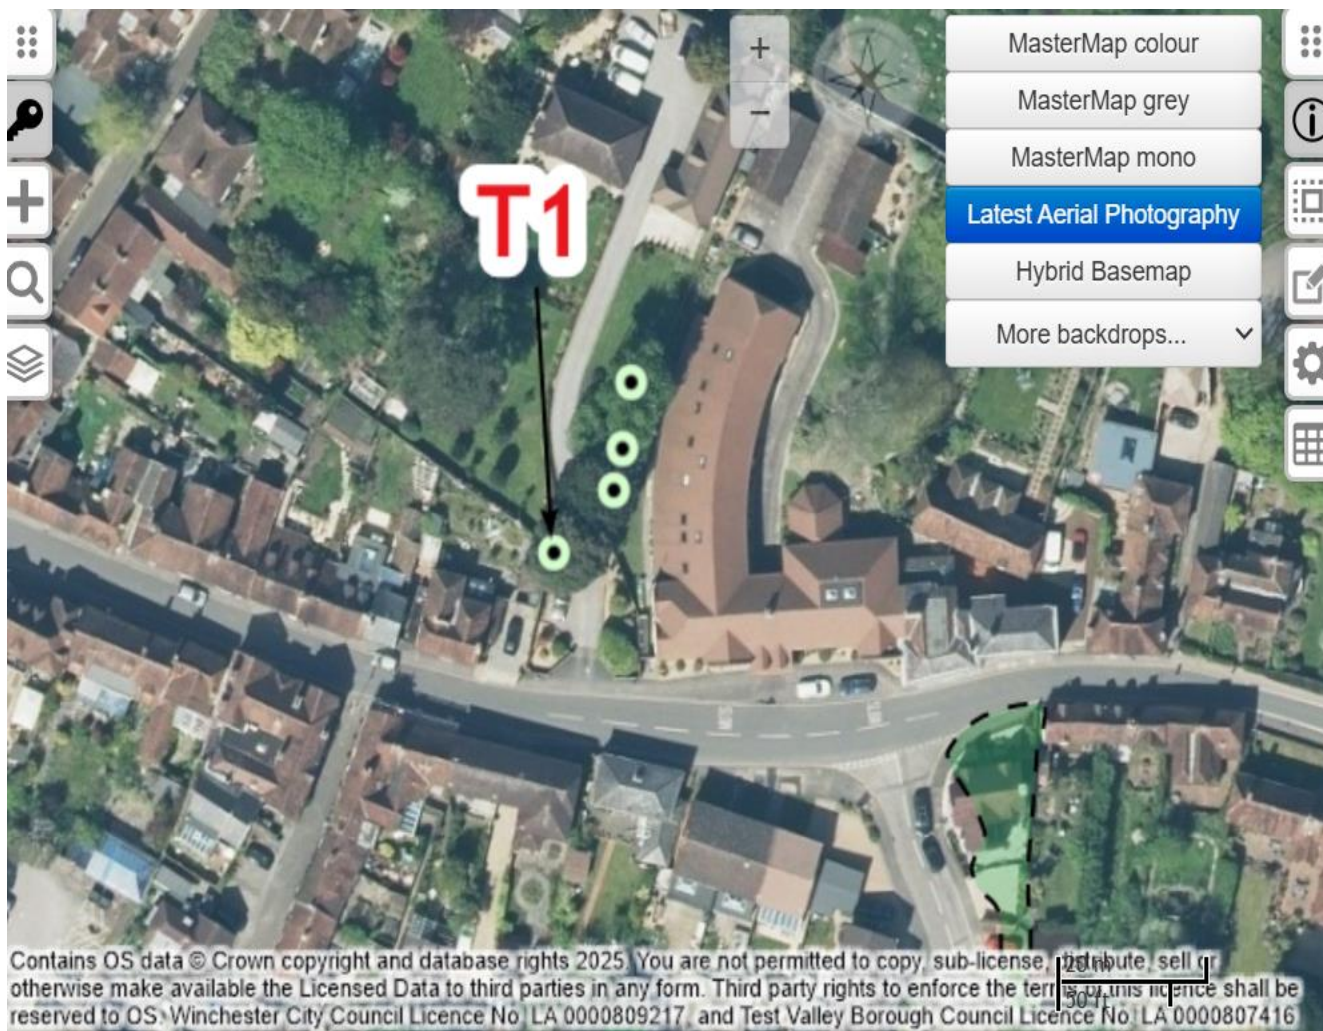 +
−
MasterMap colour
MasterMap grey
MasterMap mono
Latest Aerial Photography
Hybrid Basemap
More backdrops...
T1
Contains OS data © Crown copyright and database rights 2025. You are not permitted to copy, sub-license, distribute, sell or
otherwise make available the Licensed Data to third parties in any form. Third party rights to enforce the terms of this licence shall be
reserved to OS. Winchester City Council Licence No. LA 0000809217, and Test Valley Borough Council Licence No. LA 0000807416
20 m
50 ft